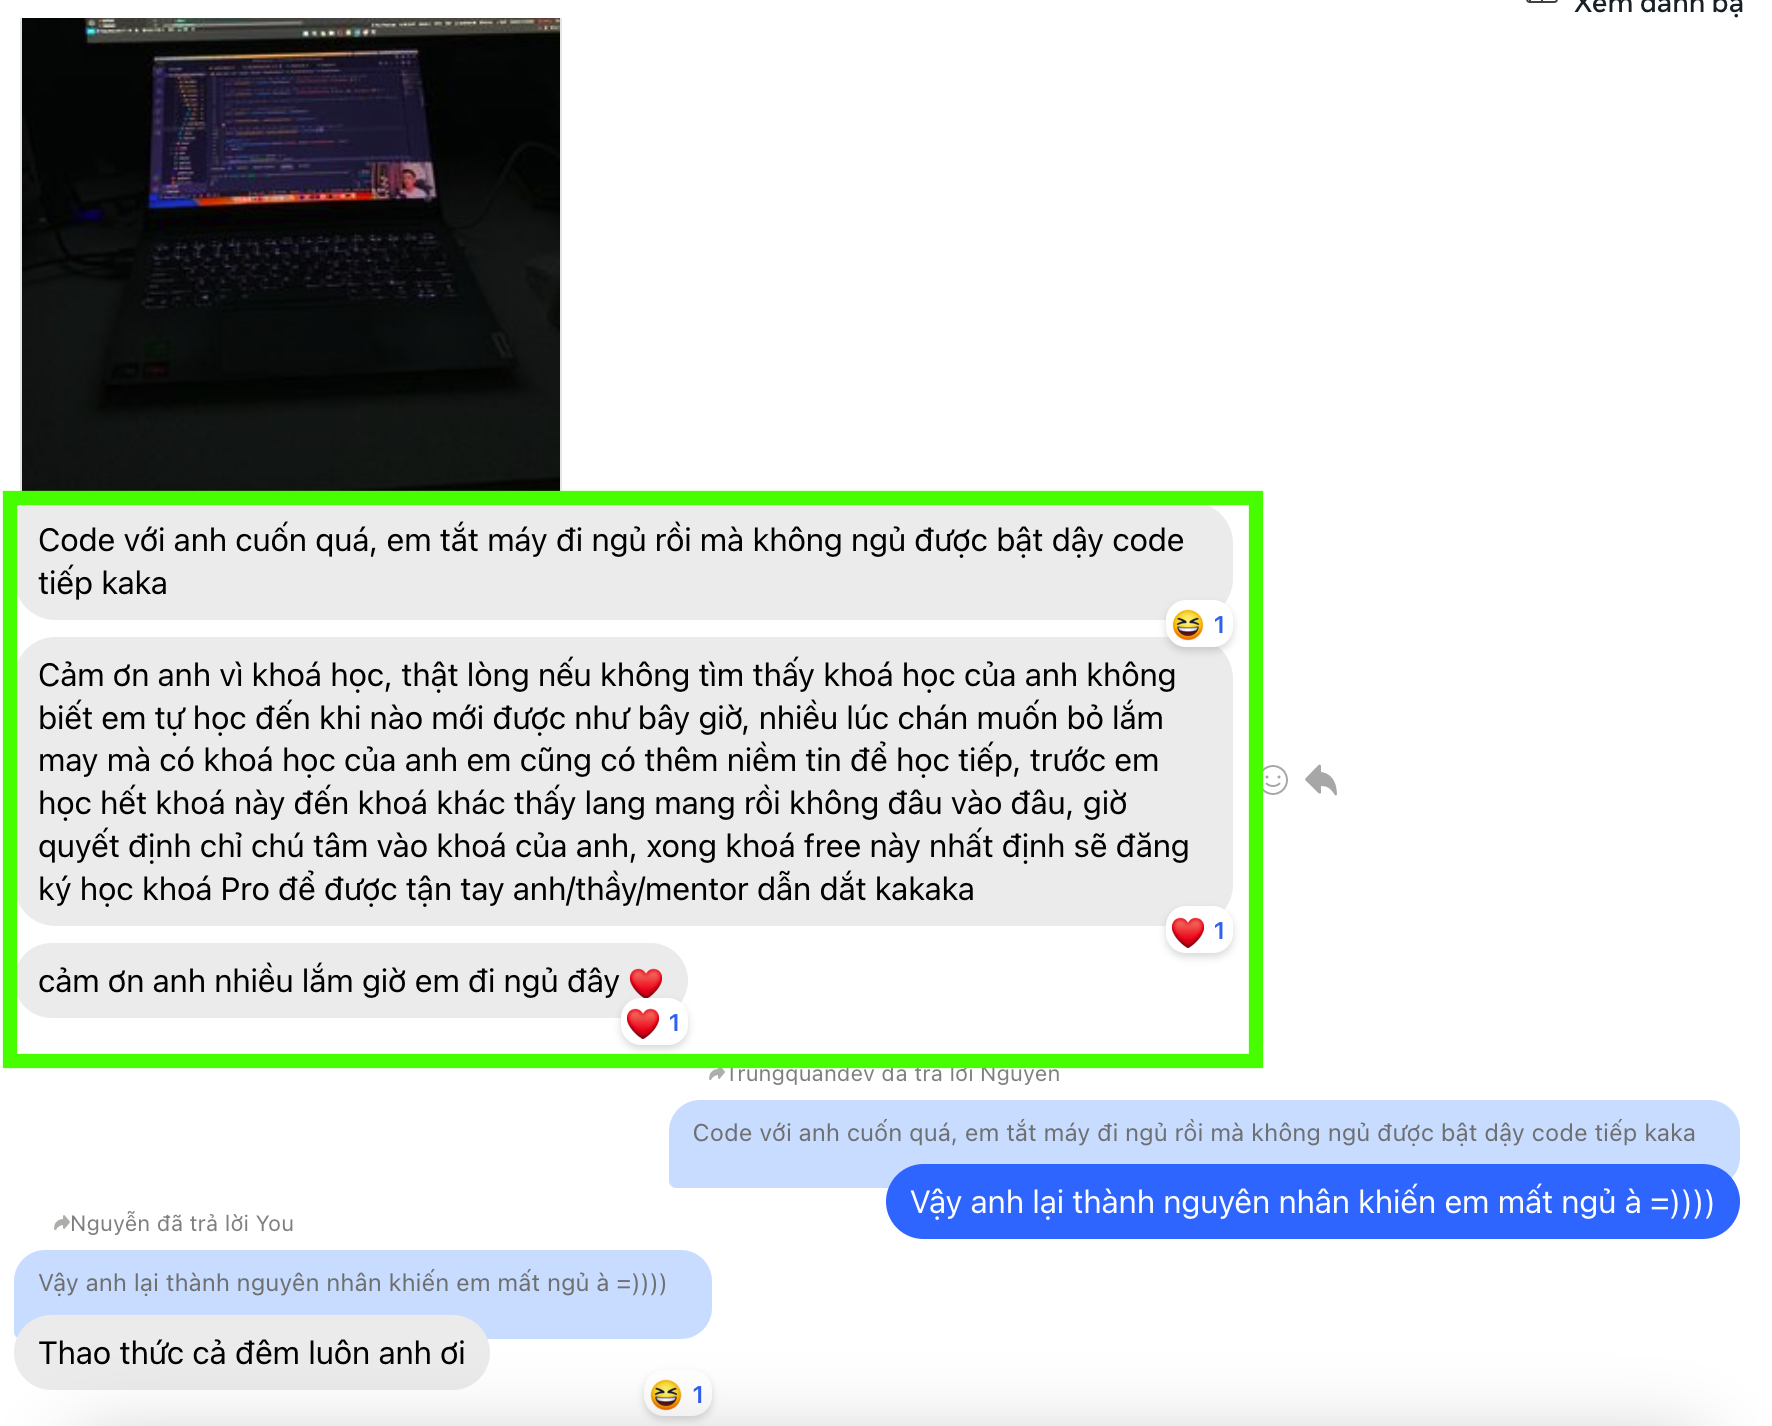 Xem danh bạ
Code với anh cuốn quá, em tắt máy đi ngủ rồi mà không ngủ được bật dậy code
tiếp kaka
1
Cảm ơn anh vì khoá học, thật lòng nếu không tìm thấy khoá học của anh không
biết em tự học đến khi nào mới được như bây giờ, nhiều lúc chán muốn bỏ lắm
may mà có khoá học của anh em cũng có thêm niềm tin để học tiếp, trước em
học hết khoá này đến khoá khác thấy lang mang rồi không đâu vào đâu, giờ
quyết định chỉ chú tâm vào khoá của anh, xong khoá free này nhất định sẽ đăng
ký học khoá Pro để được tận tay anh/thầy/mentor dẫn dắt kakaka
1
cảm ơn anh nhiều lắm giờ em đi ngủ đây ❤️
1
Trungquandev đã trả lời Nguyễn
Code với anh cuốn quá, em tắt máy đi ngủ rồi mà không ngủ được bật dậy code tiếp kaka
Vậy anh lại thành nguyên nhân khiến em mất ngủ à =))))
Nguyễn đã trả lời You
Vậy anh lại thành nguyên nhân khiến em mất ngủ à =))))
Thao thức cả đêm luôn anh ơi
1